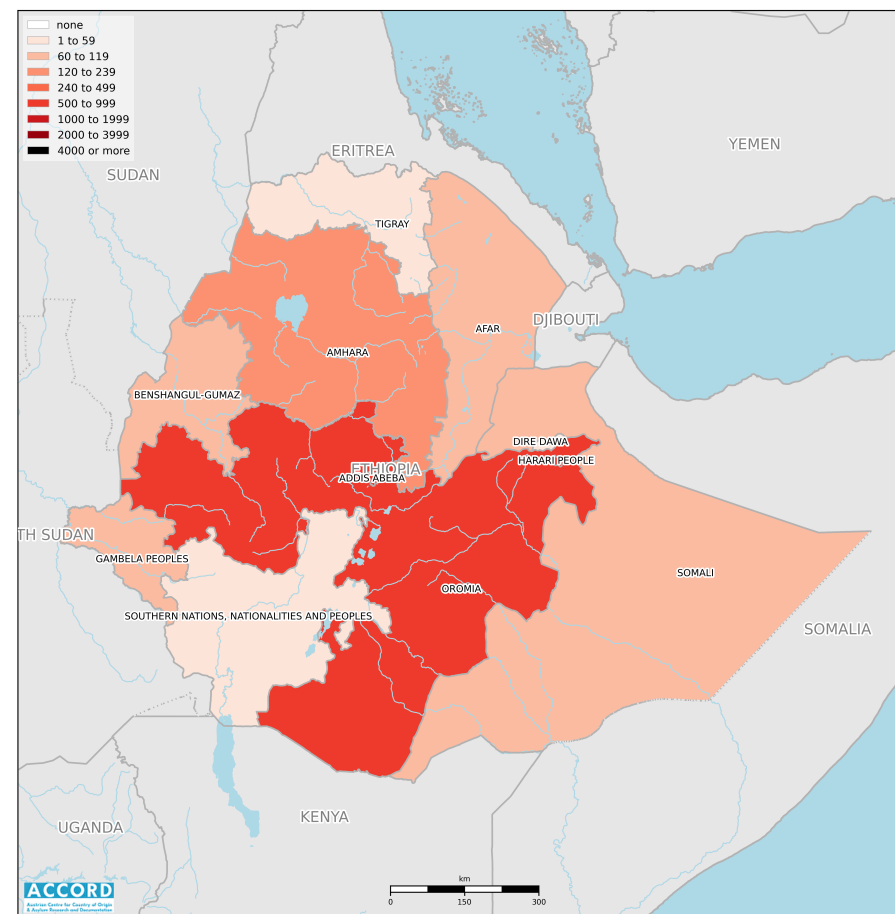 none
1 to 59
60 to 119
120 to 239
240 to 499
500 to 999
1000 to 1999
2000 to 3999
4000 or more
ERITREA
YEMEN
SUDAN
TIGRAY
DJIBOUTI
AFAR
AMHARA
BENSHANGUL-GUMAZ
DIRE DAWA
HARARI PEOPLE
ETHIOPIA
ADDIS ABEBA
TH SUDAN
GAMBELA PEOPLES
SOMALI
OROMIA
SOUTHERN NATIONS, NATIONALITIES AND PEOPLES
SOMALIA
KENYA
UGANDA
km
0 150 300
ACCORD
Austrian Centre for Country of Origin
& Asylum Research and Documentation